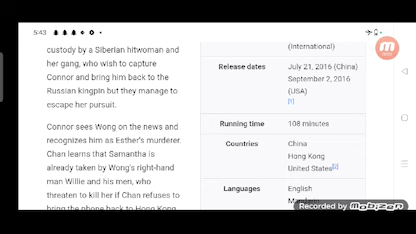 5:43
custody by a Siberian hitwoman and
her gang, who wish to capture
Connor and bring him back to the
Russian kingpin but they manage to
escape her pursuit.
Connor sees Wong on the news and
recognizes him as Esther's murderer.
Chan learns that Samantha is
already taken by Wong's right-hand
man Willie and his men, who
threaten to kill her if Chan refuses to
bring the phone back to Hong Kong
(International)
Release dates
July 21, 2016 (China)
September 2, 2016
(USA)
[1]
Running time
108 minutes
Countries
China
Hong Kong
United States[2]
Languages
English
Recorded by Mobizen